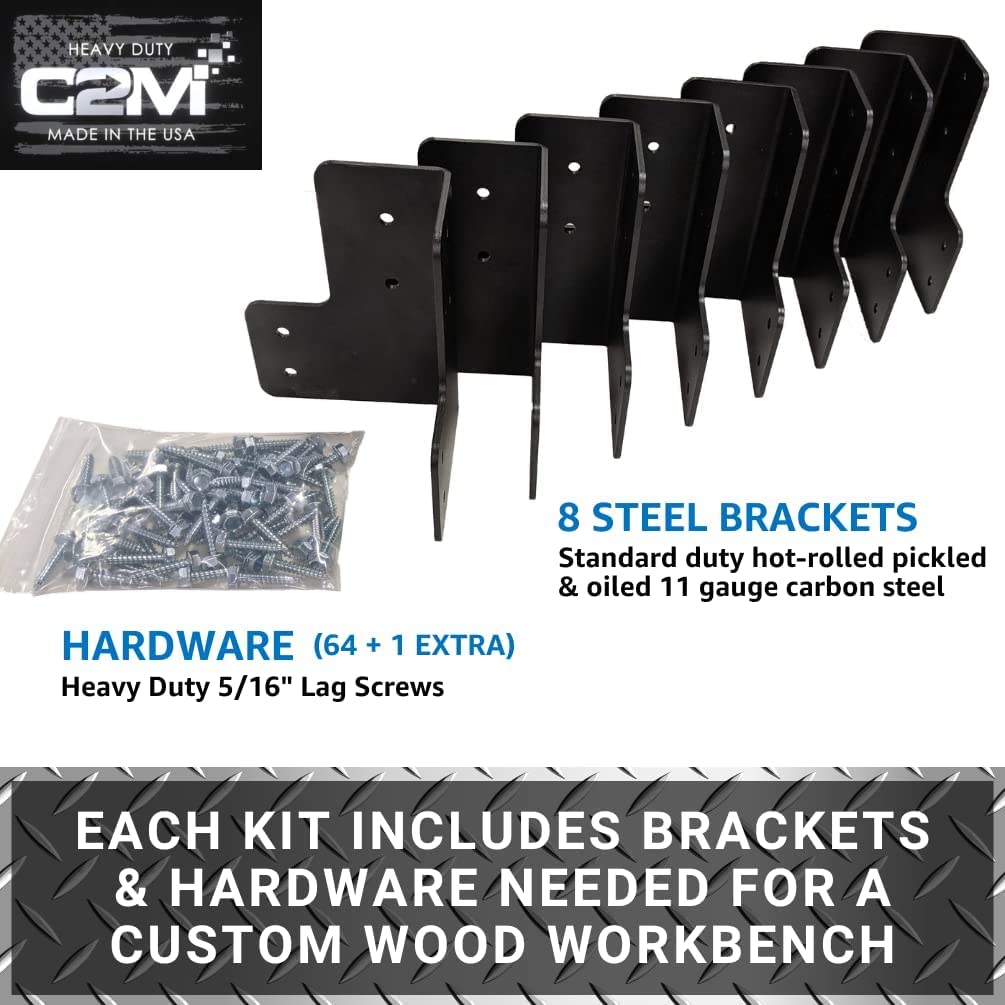 HEAVY DUTY
C2M
MADE IN THE USA
8 STEEL BRACKETS
Standard duty hot-rolled pickled
& oiled 11 gauge carbon steel
HARDWARE (64 + 1 EXTRA)
Heavy Duty 5/16" Lag Screws
EACH KIT INCLUDES BRACKETS
& HARDWARE NEEDED FOR A
CUSTOM WOOD WORKBENCH